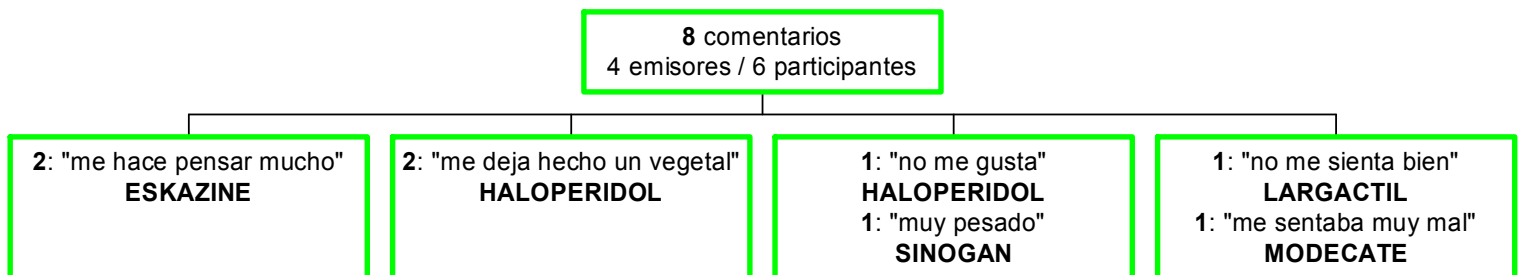 8 comentarios
4 emisores / 6 participantes
2: "me hace pensar mucho"
ESKAZINE
2: "me deja hecho un vegetal"
HALOPERIDOL
1: "no me gusta"
HALOPERIDOL
1: "muy pesado"
SINOGAN
1: "no me sienta bien"
LARGACTIL
1: "me sentaba muy mal"
MODECATE